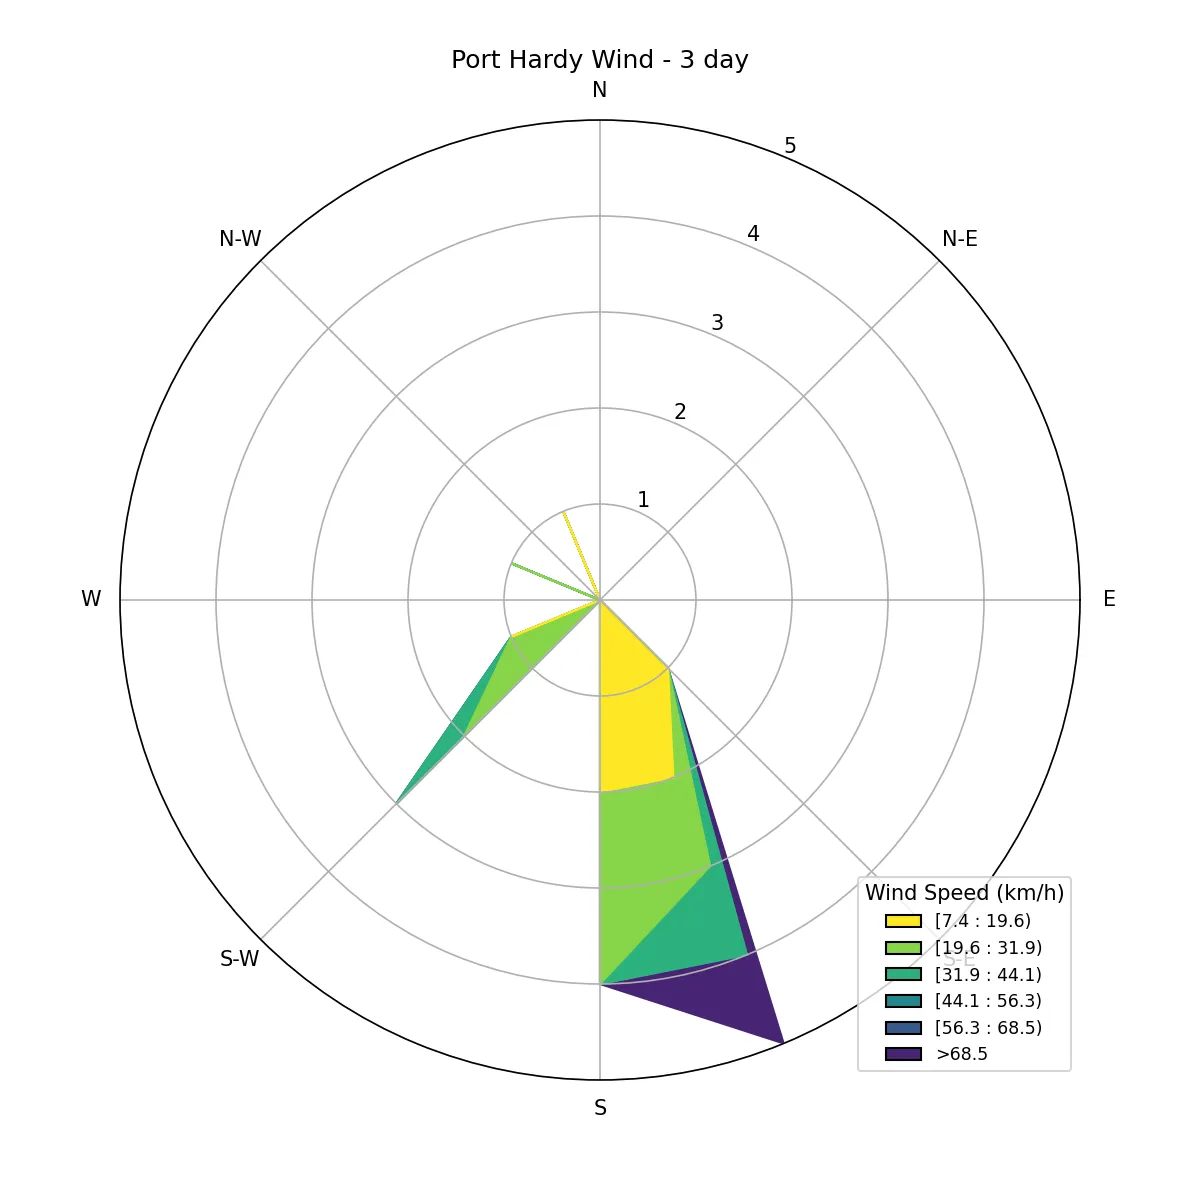 Port Hardy Wind - 3 day
N
5
N-W
N-E
4
3
2
1
W
E
Wind Speed (km/h)
[7.4 : 19.6)
[19.6 : 31.9)
S-W
S-E
[31.9 : 44.1)
[44.1 : 56.3)
[56.3 : 68.5)
>68.5
S